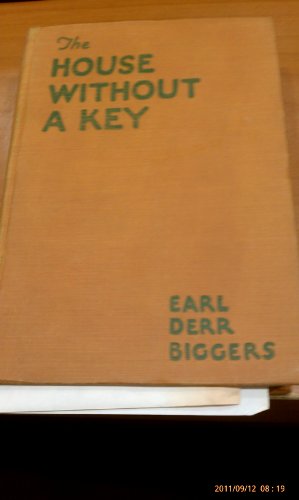 The
HOUSE
WITHOUT
A KEY
EARL
DERR
BIGGERS
2011/09/12 08:19